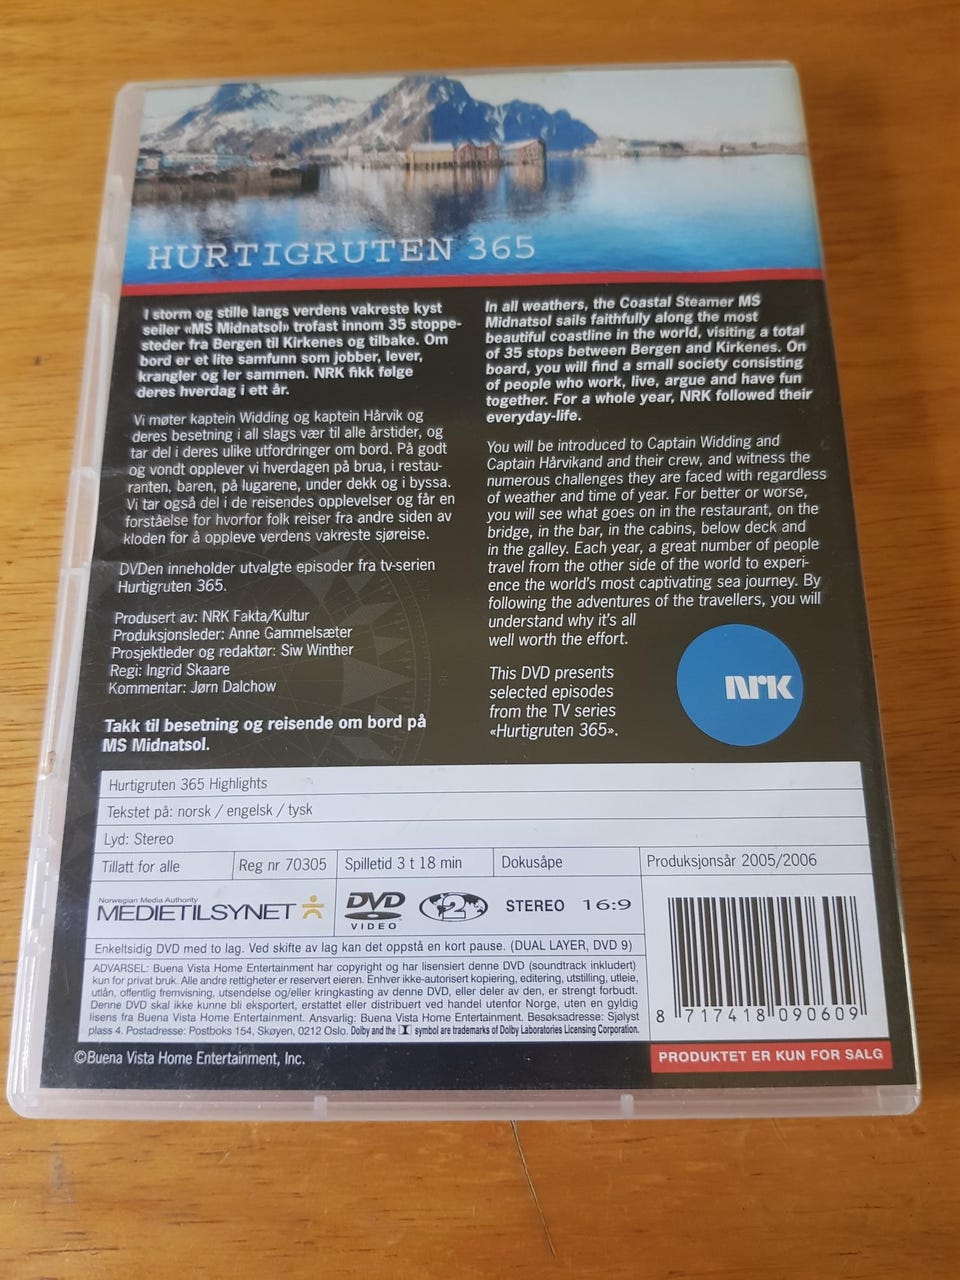 HURTIGRUTEN 365
I storm og stille langs verdens vakreste kyst
seiler «MS Midnatsol» trofast innom 35 stoppe-
steder fra Bergen til Kirkenes og tilbake. Om
bord er et lite samfunn som jobber, lever,
krangler og ler sammen. NRK fikk følge
deres hverdag i ett år.
Vi møter kaptein Widding og kaptein Hårvik og
deres besetning i all slags vær til alle årstider, og
tar del i deres ulike utfordringer om bord. På godt
og vondt opplever vi hverdagen på brua, i restau-
ranten, baren, på lugarene, under dekk og i byssa.
Vi tar også del i de reisendes opplevelser og får en
forståelse for hvorfor folk reiser fra andre siden av
kloden for å oppleve verdens vakreste sjøreise.
DVDen inneholder utvalgte episoder fra tv-serien
Hurtigruten 365.
Produsert av: NRK Fakta/Kultur
Produksjonsleder: Anne Gammelsæter
Prosjektleder og redaktør: Siw Winther
Regi: Ingrid Skaare
Kommentar: Jørn Dalchow
Takk til besetning og reisende om bord på
MS Midnatsol.
In all weathers, the Coastal Steamer MS
Midnatsol sails faithfully along the most
beautiful coastline in the world, visiting a total
of 35 stops between Bergen and Kirkenes. On
board, you will find a small society consisting
of people who work, live, argue and have fun
together. For a whole year, NRK followed their
everyday-life.
You will be introduced to Captain Widding and
Captain Hårvikand and their crew, and witness the
numerous challenges they are faced with regardless
of weather and time of year. For better or worse,
you will see what goes on in the restaurant, on the
bridge, in the bar, in the cabins, below deck and
in the galley. Each year, a great number of people
travel from the other side of the world to experi-
ence the world's most captivating sea journey. By
following the adventures of the travellers, you will
understand why it's all
well worth the effort.
This DVD presents
selected episodes
from the TV series
«Hurtigruten 365».
NRK
Hurtigruten 365 Highlights
Tekstet på: norsk / engelsk / tysk
Lyd: Stereo
Tillatt for alle
Reg nr 70305
Spilletid 3 t 18 min
Dokusåpe
Produksjonsår 2005/2006
Norwegian Media Authority
MEDIETILSYNET
DVD
VIDEO
2
STEREO
16:9
Enkeltsidig DVD med to lag. Ved skifte av lag kan det oppstå en kort pause. (DUAL LAYER, DVD 9)
ADVARSEL: Buena Vista Home Entertainment har copyright og har lisensiert denne DVD (soundtrack inkludert)
kun for privat bruk. Alle andre rettigheter er reservert eieren. Enhver ikke-autorisert kopiering, editering, utstilling, utleie,
utlån, offentlig fremvisning, utsendelse og/eller kringkasting av denne DVD, eller deler av den, er strengt forbudt.
Denne DVD skal ikke kunne bli eksportert, erstattet eller distribuert ved handel utenfor Norge, uten en gyldig
lisens fra Buena Vista Home Entertainment. Ansvarlig: Buena Vista Home Entertainment. Besøksadresse: Sjølyst
plass 4. Postadresse: Postboks 154, Skøyen, 0212 Oslo. Dolby and the symbol are trademarks of Dolby Laboratories Licensing Corporation.
8 717418 090609
©Buena Vista Home Entertainment, Inc.
PRODUKTET ER KUN FOR SALG